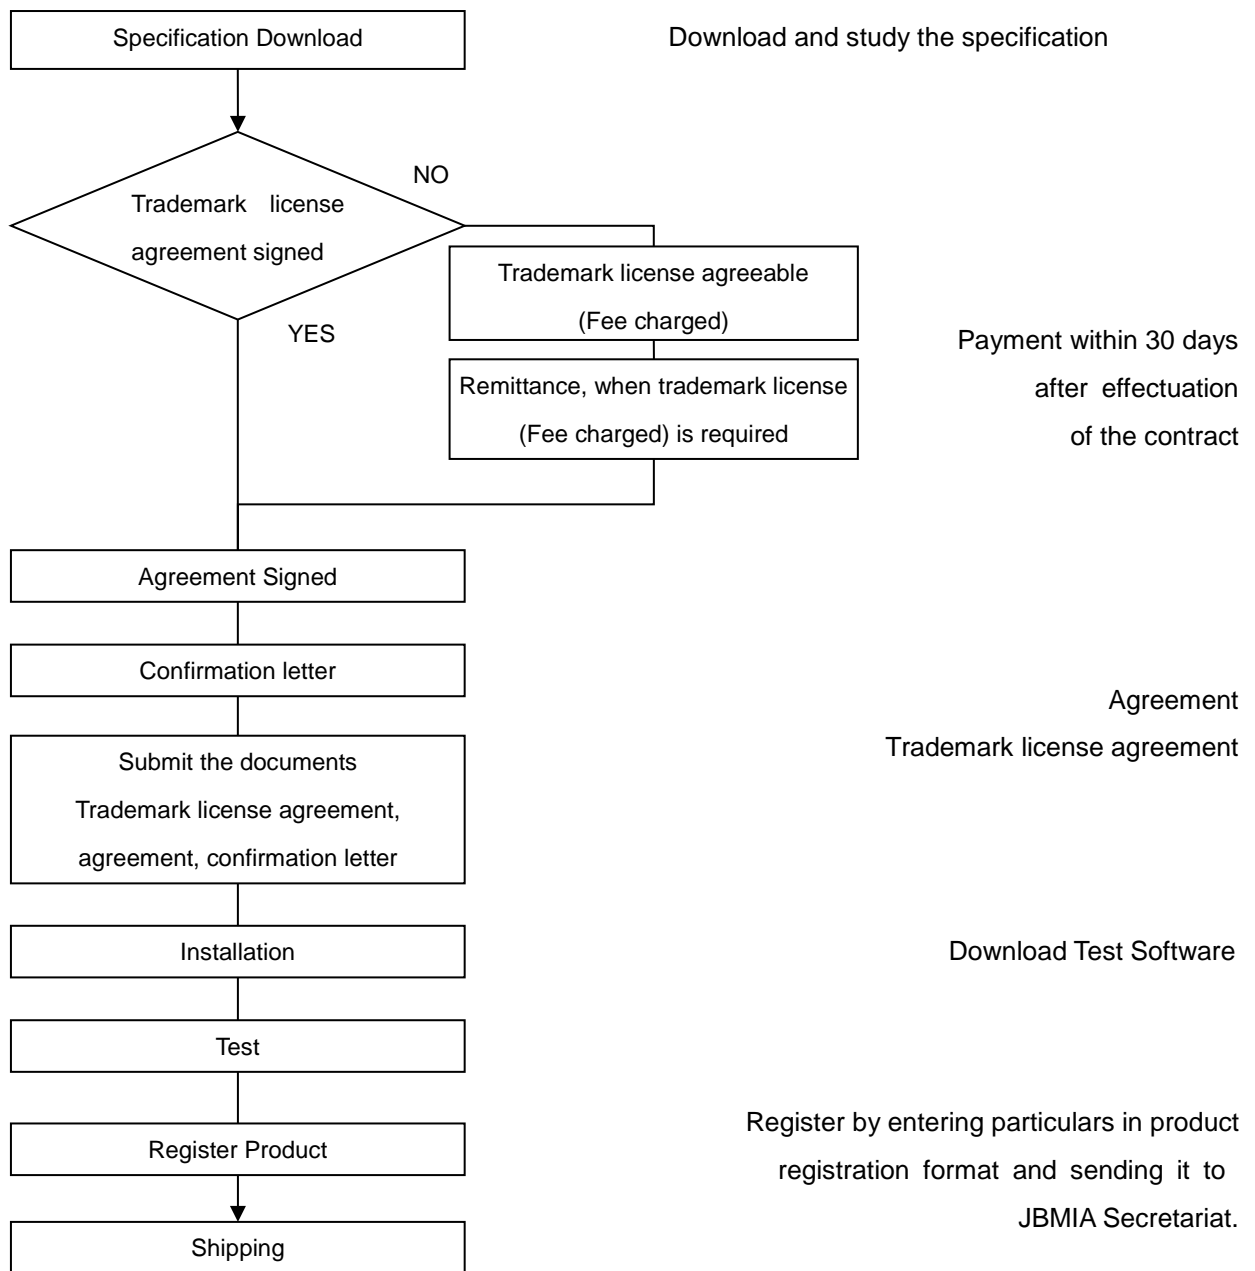 Specification Download
Download and study the specification
NO
Trademark license
agreement signed
Trademark license agreeable
(Fee charged)
YES
Payment within 30 days
after effectuation
of the contract
Remittance, when trademark license
(Fee charged) is required
Agreement Signed
Confirmation letter
Agreement
Trademark license agreement
Submit the documents
Trademark license agreement,
agreement, confirmation letter
Installation
Download Test Software
Test
Register Product
Register by entering particulars in product
registration format and sending it to
JBMIA Secretariat.
Shipping